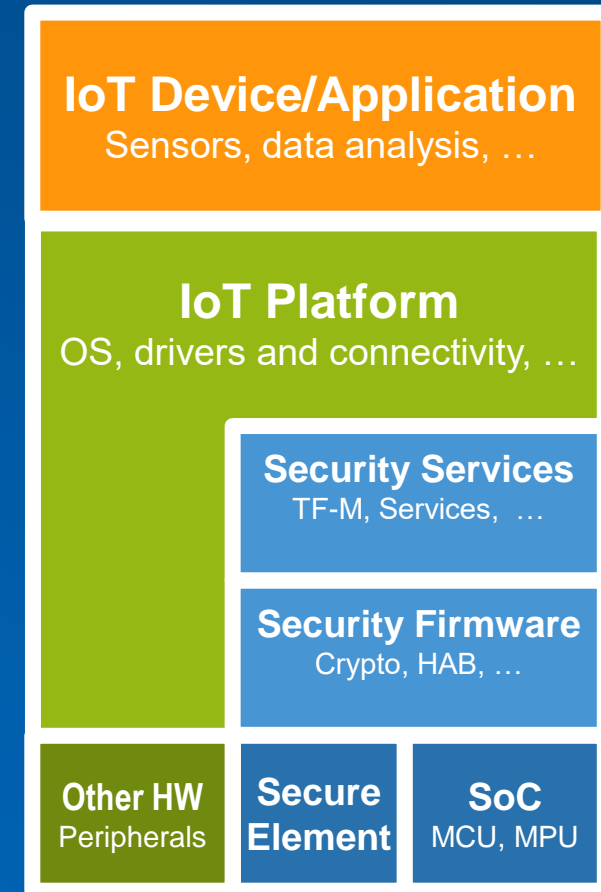 IoT Device/Application
Sensors, data analysis, …
IoT Platform
OS, drivers and connectivity, …
Security Services
TF-M, Services, …
Security Firmware
Crypto, HAB, …
Other HW
Peripherals
Secure
Element
SoC
MCU, MPU